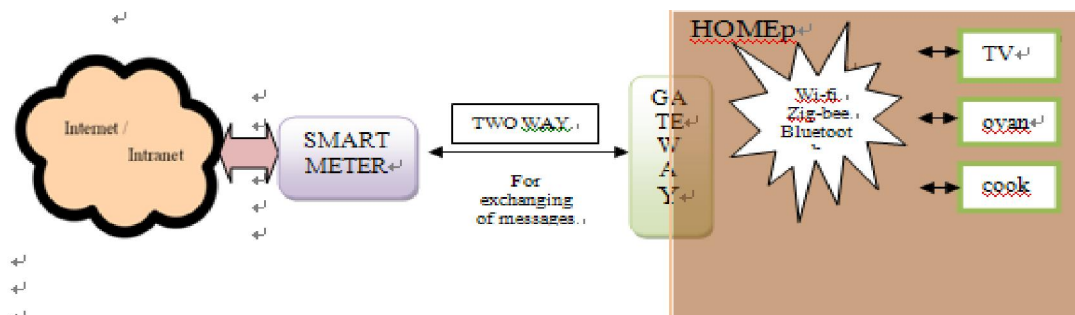 Internet /
Intranet
SMART
METER
TWO WAY
For
exchanging
of messages.
GA
TE
W
A
Y
HOMEp
Wi-fi.
Zig-bee.
Bluetoot
TV
ovan
cook